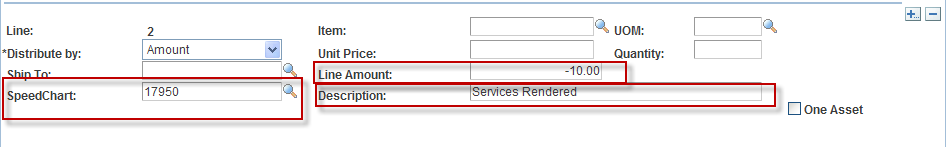 Line: 2 Item: UOM:
*Distribute by: Amount Unit Price: Quantity:
Ship To: Line Amount: -10.00
SpeedChart: 17950 Description: Services Rendered
One Asset